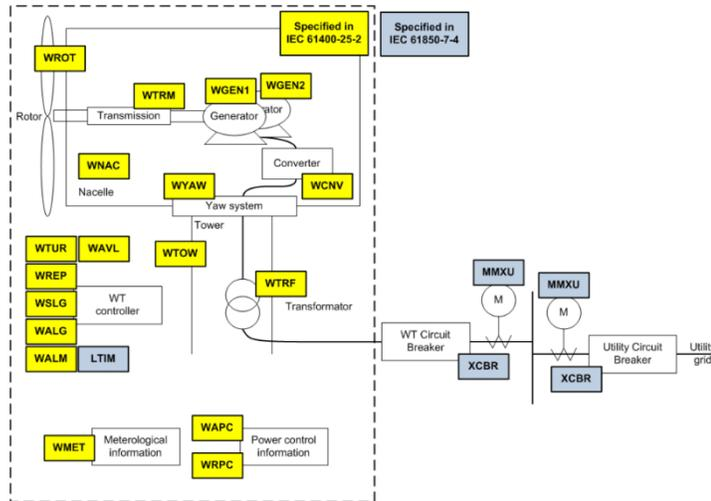 Specified in
IEC 61400-25-2
Specified in
IEC 61850-7-4
WROT
WTRM
WGEN1
WGEN2
Rotor
Transmission
Generator
ator
WNAC
Nacelle
Converter
WCNV
WYAW
Yaw system
Tower
WTUR
WAVL
WTOW
WREP
WSLG
WT
controller
WALG
WALM
LTIM
WTRF
Transformator
MMXU
M
MMXU
M
WT Circuit
Breaker
XCBR
Utility Circuit
Breaker
XCBR
Utilit
grid
WMET
Meterological
information
WAPC
WRPC
Power control
information